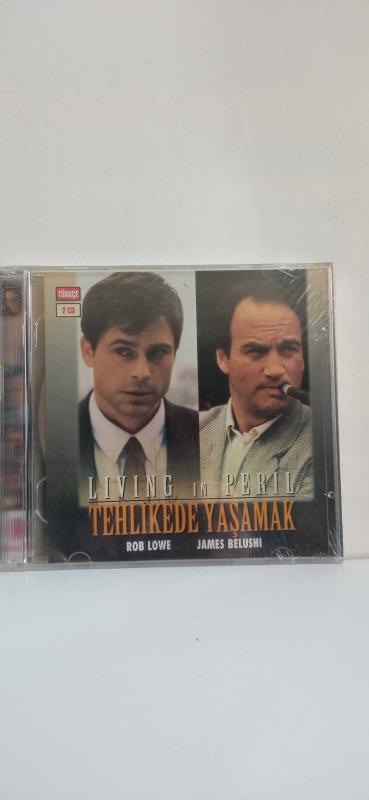 TÜRKÇE
2 CD
LIVING IN PERIL
TEHLİKEDE YAŞAMAK
ROB LOWE JAMES BELUSHI